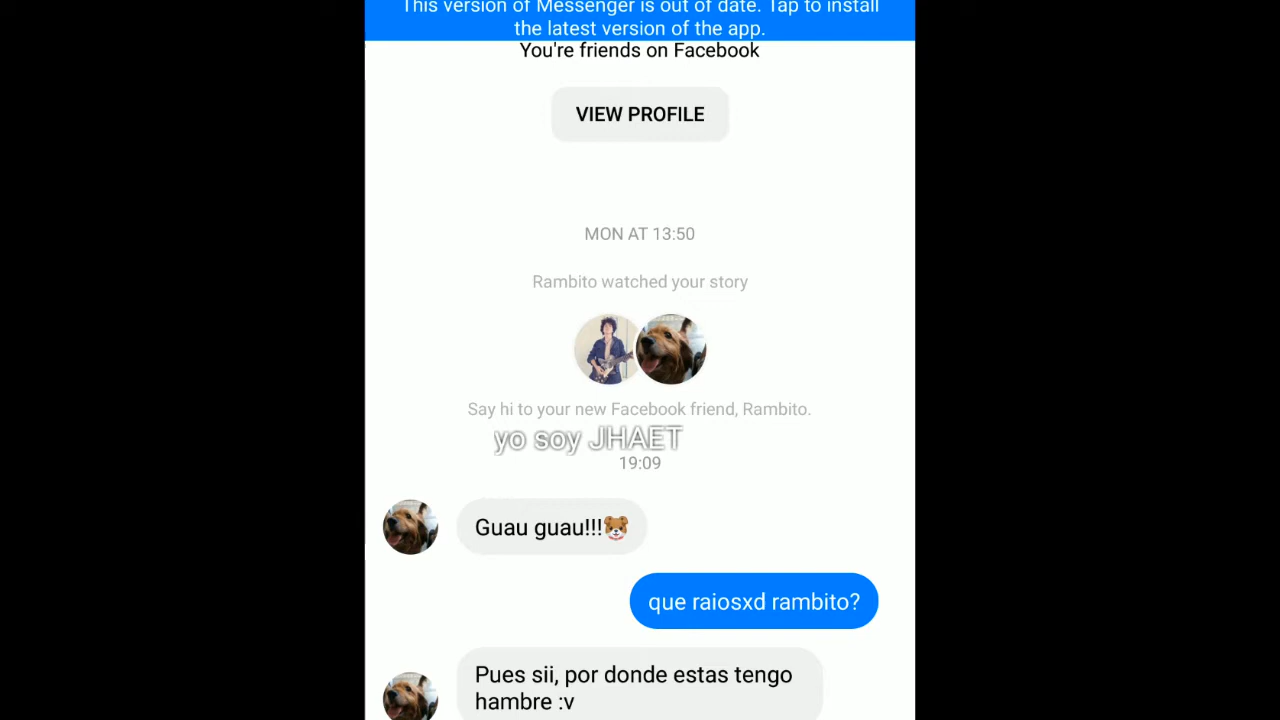 This version of Messenger is out of date. Tap to install
the latest version of the app.
You're friends on Facebook
VIEW PROFILE
MON AT 13:50
Rambito watched your story
Say hi to your new Facebook friend, Rambito.
yo soy JHAET
19:09
Guau guau!!!🐶
que raiosxd rambito?
Pues sii, por donde estas tengo
hambre :v